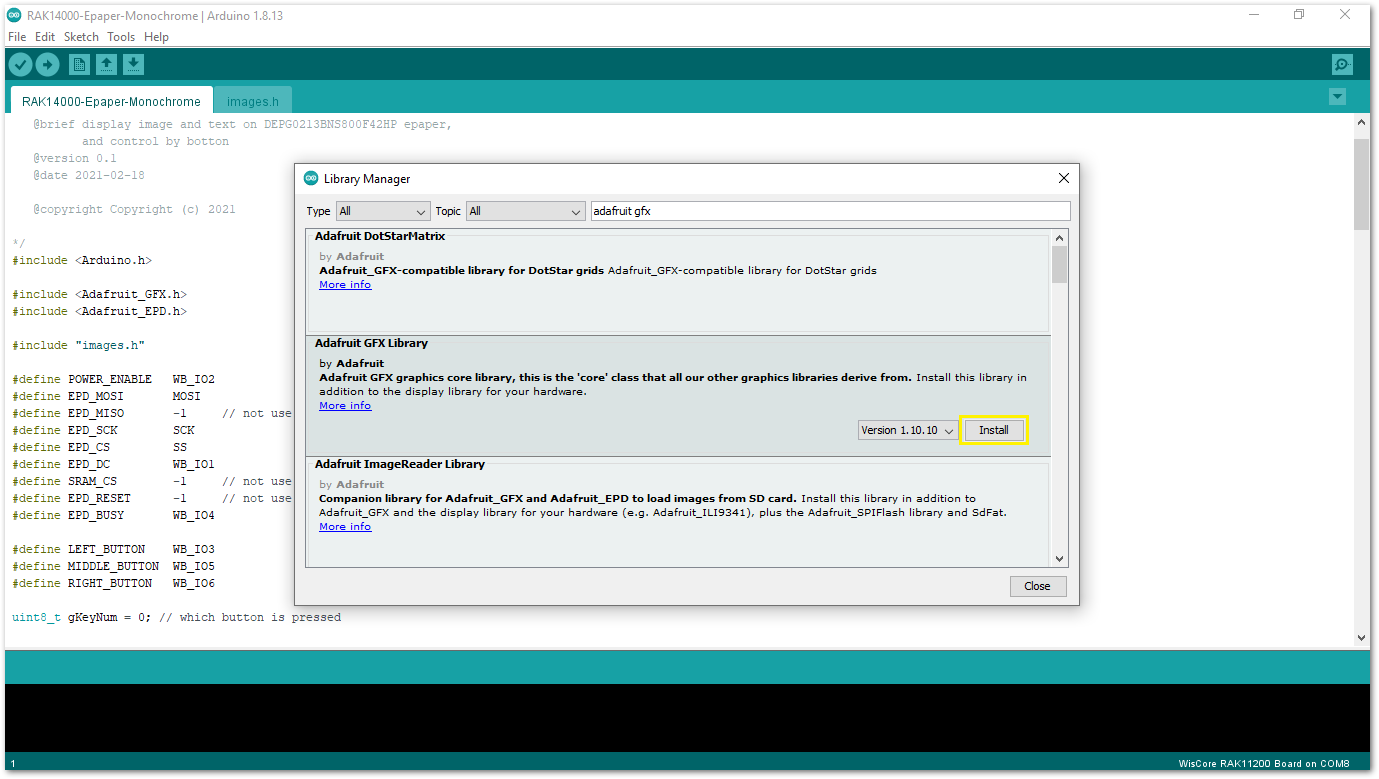 RAK14000-Epaper-Monochrome | Arduino 1.8.13
File Edit Sketch Tools Help
RAK14000-Epaper-Monochrome images.h
@brief display image and text on DEPG0213BNS800F42HP epaper,
and control by botton
@version 0.1
@date 2021-02-18
@copyright Copyright (c) 2021
*/
#include <Arduino.h>
#include <Adafruit_GFX.h>
#include <Adafruit_EPD.h>
#include "images.h"
#define POWER_ENABLE WB_IO2
#define EPD_MOSI MOSI
#define EPD_MISO -1 // not use
#define EPD_SCK SCK
#define EPD_CS SS
#define EPD_DC WB_IO1
#define SRAM_CS -1 // not use
#define EPD_RESET -1 // not use
#define EPD_BUSY WB_IO4
#define LEFT_BUTTON WB_IO3
#define MIDDLE_BUTTON WB_IO5
#define RIGHT_BUTTON WB_IO6
uint8_t gKeyNum = 0; // which button is pressed
Library Manager
Type All Topic All adafruit gfx
Adafruit DotStarMatrix
by Adafruit
Adafruit_GFX-compatible library for DotStar grids Adafruit_GFX-compatible library for DotStar grids
More info
Adafruit GFX Library
by Adafruit
Adafruit GFX graphics core library, this is the 'core' class that all our other graphics libraries derive from. Install this library in
addition to the display library for your hardware.
More info
Version 1.10.10 Install
Adafruit ImageReader Library
by Adafruit
Companion library for Adafruit_GFX and Adafruit_EPD to load images from SD card. Install this library in addition to
Adafruit_GFX and the display library for your hardware (e.g. Adafruit_ILI9341), plus the Adafruit_SPIFlash library and SdFat.
More info
Close
1 WisCore RAK11200 Board on COM8